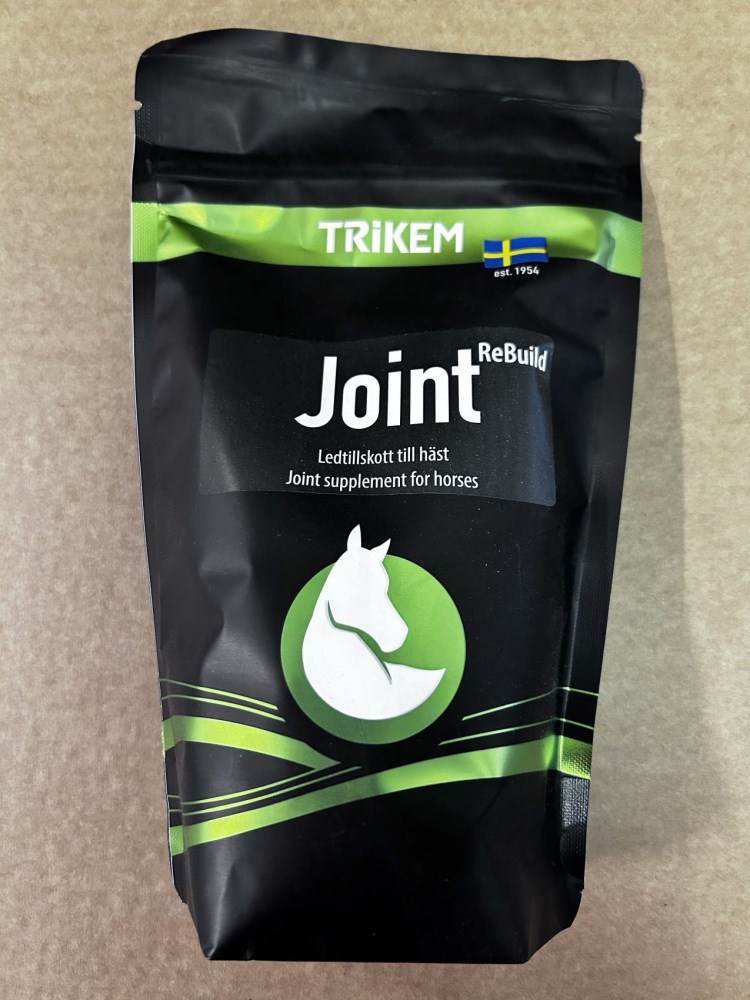 TRiKEM
est. 1954
Joint ReBuild
Ledtillskott till häst
Joint supplement for horses